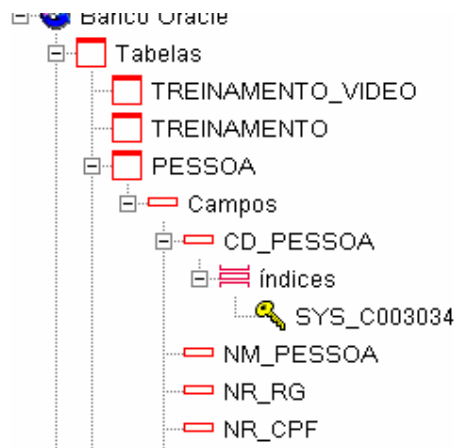 Banco Oracle
Tabelas
TREINAMENTO_VIDEO
TREINAMENTO
PESSOA
Campos
CD_PESSOA
índices
SYS_C003034
NM_PESSOA
NR_RG
NR_CPF